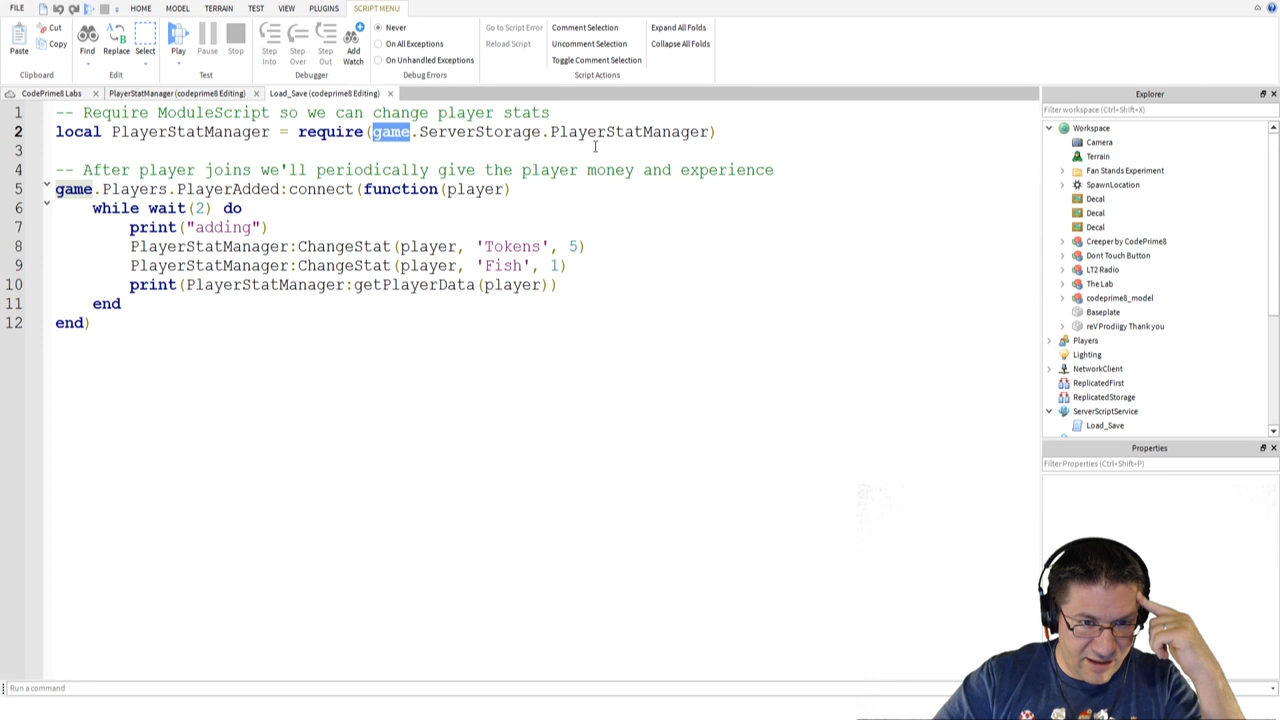 FILE HOME MODEL TERRAIN TEST VIEW PLUGINS SCRIPT MENU
Paste
Cut
Copy
Clipboard
Find
Replace
Select
Edit
Play
Pause
Stop
Test
Step Into
Step Over
Step Out
Add Watch
Debugger
Never
On All Exceptions
On Unhandled Exceptions
Debug Errors
Go to Script Error
Reload Script
Comment Selection
Uncomment Selection
Toggle Comment Selection
Expand All Folds
Collapse All Folds
Script Actions
CodePrime8 Labs
PlayerStatManager (codeprime8 Editing)
Load_Save (codeprime8 Editing)
1 -- Require ModuleScript so we can change player stats
2 local PlayerStatManager = require(game.ServerStorage.PlayerStatManager)
3
4 -- After player joins we'll periodically give the player money and experience
5 game.Players.PlayerAdded:connect(function(player)
6 while wait(2) do
7 print("adding")
8 PlayerStatManager:ChangeStat(player, 'Tokens', 5)
9 PlayerStatManager:ChangeStat(player, 'Fish', 1)
10 print(PlayerStatManager:getPlayerData(player))
11 end
12 end)
Explorer
Filter workspace (Ctrl+Shift+X)
Workspace
Camera
Terrain
Fan Stands Experiment
SpawnLocation
Decal
Decal
Decal
Creeper by CodePrime8
Dont Touch Button
LT2 Radio
The Lab
codeprime8_model
Baseplate
reV Prodiigy Thank you
Players
Lighting
NetworkClient
ReplicatedFirst
ReplicatedStorage
ServerScriptService
Load_Save
Properties
Filter Properties (Ctrl+Shift+P)
Run a command